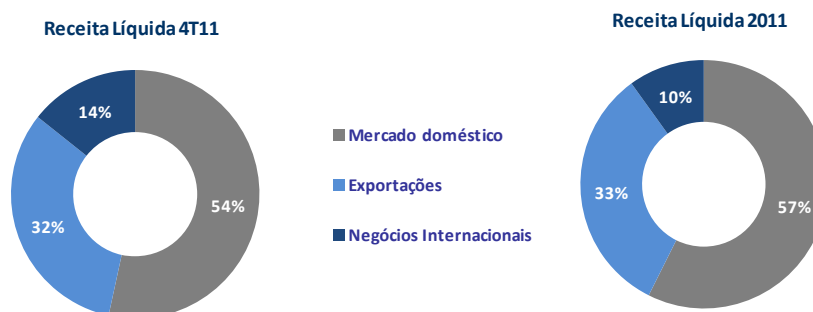 Receita Líquida 4T11
14%
32%
54%
Mercado doméstico
Exportações
Negócios Internacionais
Receita Líquida 2011
10%
33%
57%